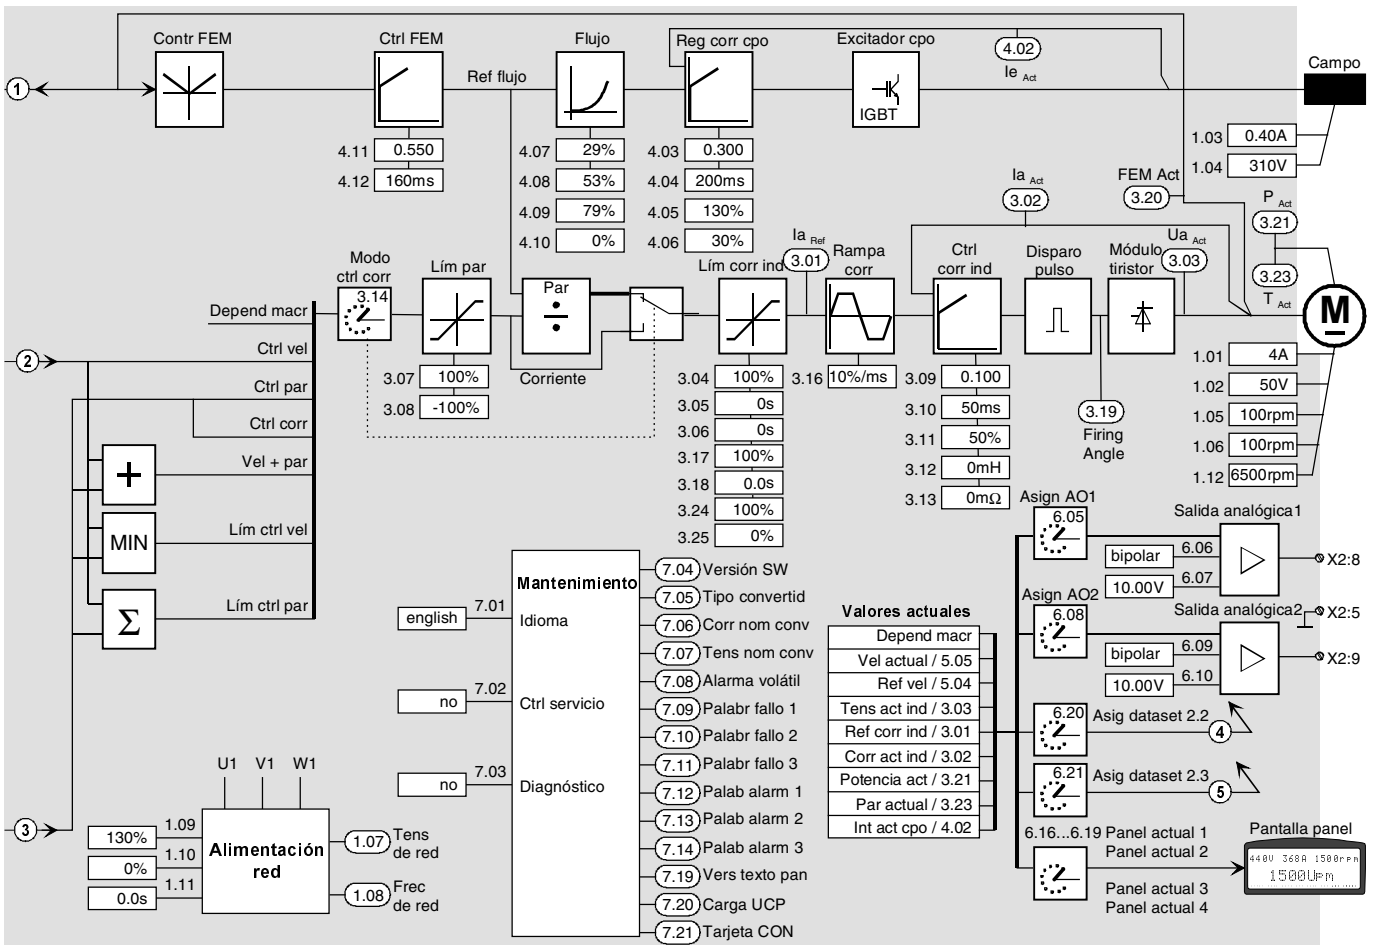 Contr FEM
Ctrl FEM
Flujo
Reg corr cpo
Excitador cpo
4.02
Ie Act
Campo
1
Ref flujo
IGBT
4.11 0.550
4.12 160ms
4.07 29%
4.08 53%
4.09 79%
4.10 0%
4.03 0.300
4.04 200ms
4.05 130%
4.06 30%
1.03 0.40A
1.04 310V
Ia Act
3.02
FEM Act
3.20
P Act
3.21
3.23
T Act
Modo
ctrl corr
3.14
Lím par
Par
÷
Corriente
Lím corr ind
Ia Ref
3.01
Rampa
corr
Ctrl
corr ind
Disparo
pulso
Módulo
tiristor
Ua Act
3.03
M
Depend macr
2
Ctrl vel
Ctrl par
Ctrl corr
+
Vel + par
MIN
Lím ctrl vel
Σ
Lím ctrl par
3.07 100%
3.08 -100%
3.04 100%
3.05 0s
3.06 0s
3.17 100%
3.18 0.0s
3.24 100%
3.25 0%
3.16 10%/ms
3.09 0.100
3.10 50ms
3.11 50%
3.12 0mH
3.13 0mΩ
3.19
Firing
Angle
1.01 4A
1.02 50V
1.05 100rpm
1.06 100rpm
1.12 6500rpm
Mantenimiento
english 7.01 Idioma
no 7.02 Ctrl servicio
no 7.03 Diagnóstico
7.04 Versión SW
7.05 Tipo convertid
7.06 Corr nom conv
7.07 Tens nom conv
7.08 Alarma volátil
7.09 Palabr fallo 1
7.10 Palabr fallo 2
7.11 Palabr fallo 3
7.12 Palab alarm 1
7.13 Palab alarm 2
7.14 Palab alarm 3
7.19 Vers texto pan
7.20 Carga UCP
7.21 Tarjeta CON
3
U1 V1 W1
130% 1.09
0% 1.10
0.0s 1.11
Alimentación
red
1.07 Tens
de red
1.08 Frec
de red
Valores actuales
Depend macr
Vel actual / 5.05
Ref vel / 5.04
Tens act ind / 3.03
Ref corr ind / 3.01
Corr act ind / 3.02
Potencia act / 3.21
Par actual / 3.23
Int act cpo / 4.02
Asign AO1
6.05
Salida analógica1
bipolar 6.06
10.00V 6.07
X2:8
Asign AO2
6.08
Salida analógica2
X2:5
bipolar 6.09
10.00V 6.10
X2:9
6.20 Asig dataset 2.2
4
6.21 Asig dataset 2.3
5
6.16...6.19 Panel actual 1
Panel actual 2
Panel actual 3
Panel actual 4
Pantalla panel
440V 368A 1500rpm
1500Upm